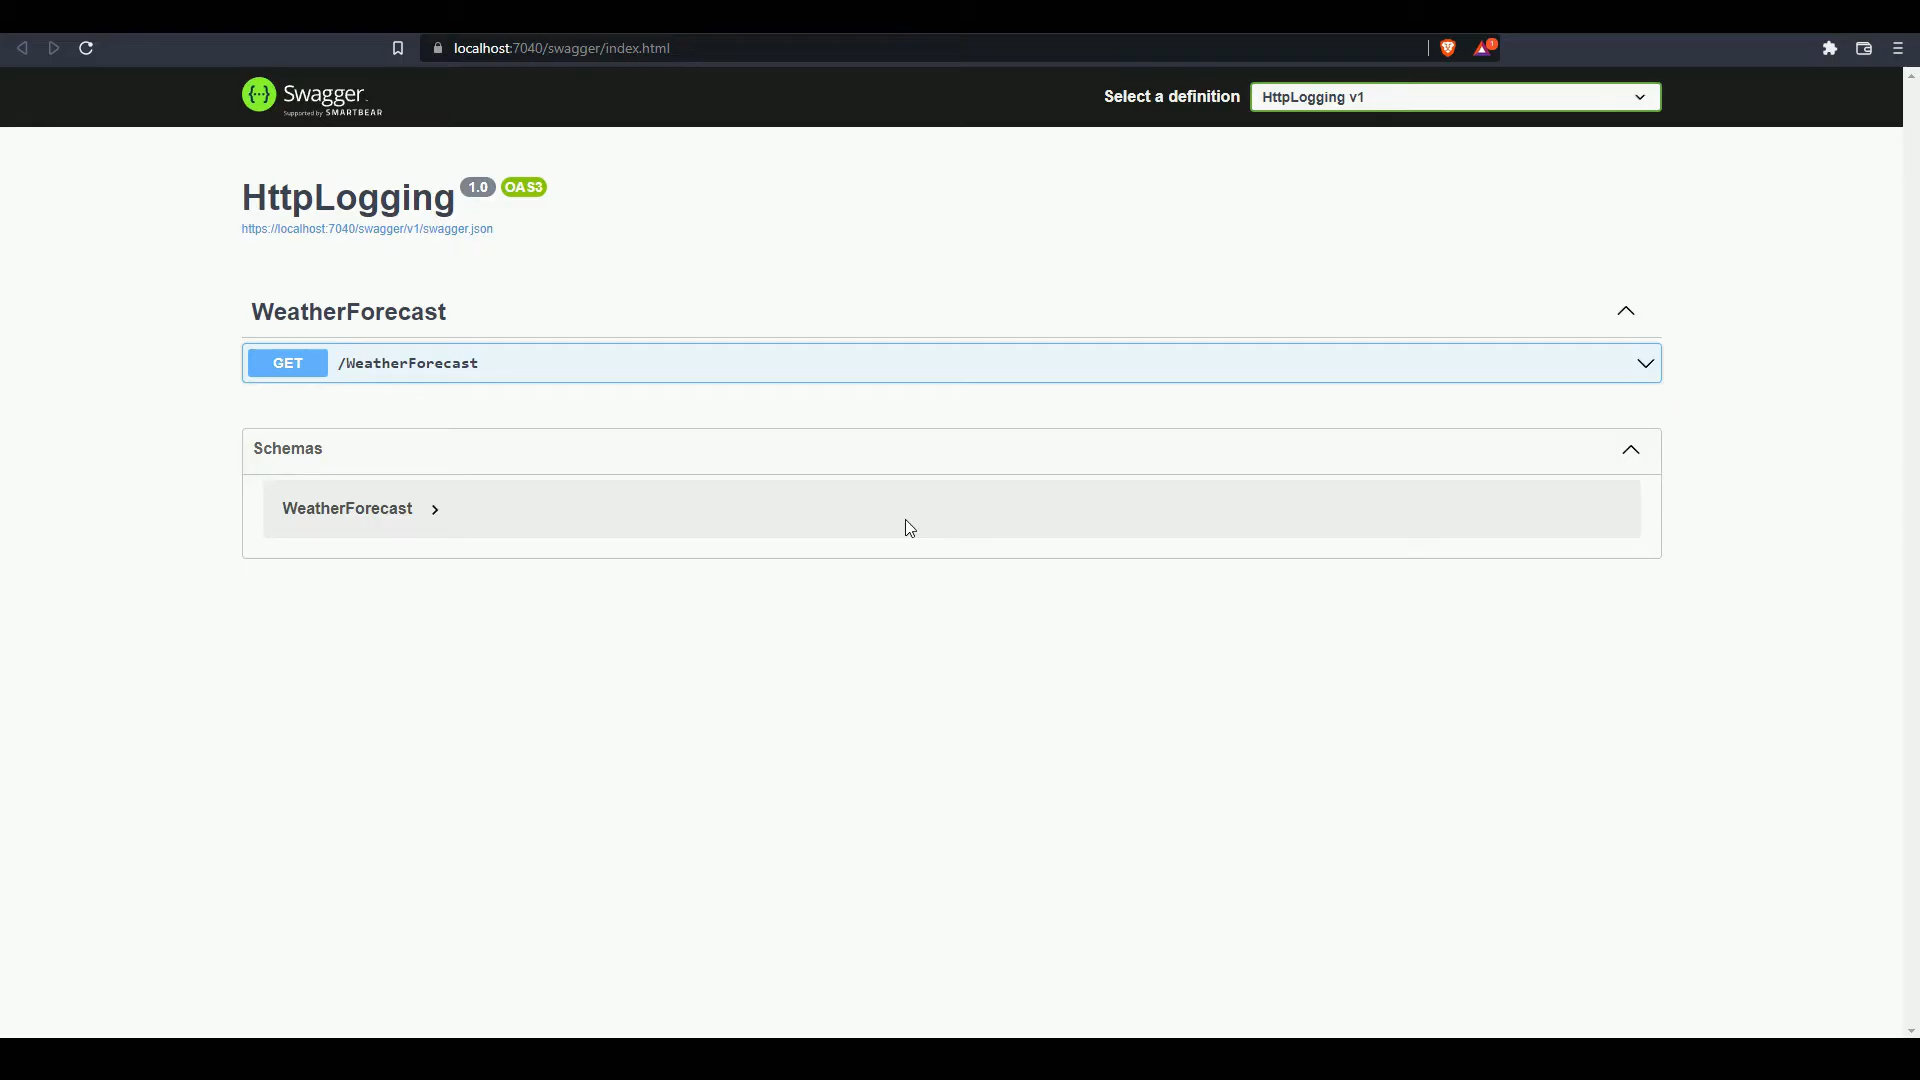 localhost:7040/swagger/index.html
1
{···} Swagger.
Supported by SMARTBEAR
Select a definition
HttpLogging v1
HttpLogging 1.0 OAS3
https://localhost:7040/swagger/v1/swagger.json
WeatherForecast
GET /WeatherForecast
Schemas
WeatherForecast